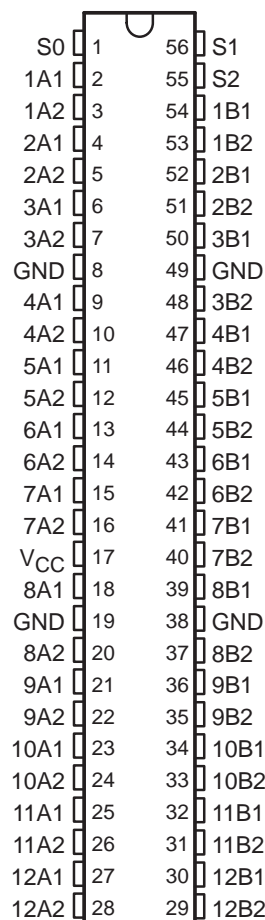 S0 1 56 S1
1A1 2 55 S2
1A2 3 54 1B1
2A1 4 53 1B2
2A2 5 52 2B1
3A1 6 51 2B2
3A2 7 50 3B1
GND 8 49 GND
4A1 9 48 3B2
4A2 10 47 4B1
5A1 11 46 4B2
5A2 12 45 5B1
6A1 13 44 5B2
6A2 14 43 6B1
7A1 15 42 6B2
7A2 16 41 7B1
VCC 17 40 7B2
8A1 18 39 8B1
GND 19 38 GND
8A2 20 37 8B2
9A1 21 36 9B1
9A2 22 35 9B2
10A1 23 34 10B1
10A2 24 33 10B2
11A1 25 32 11B1
11A2 26 31 11B2
12A1 27 30 12B1
12A2 28 29 12B2